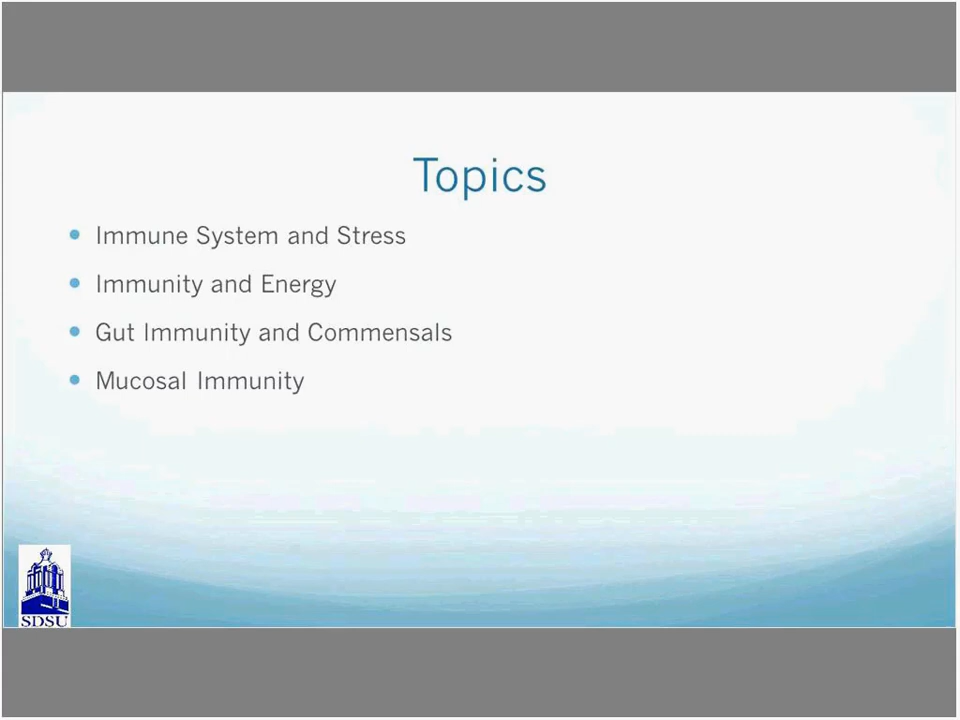 Topics
Immune System and Stress
Immunity and Energy
Gut Immunity and Commensals
Mucosal Immunity
SDSU